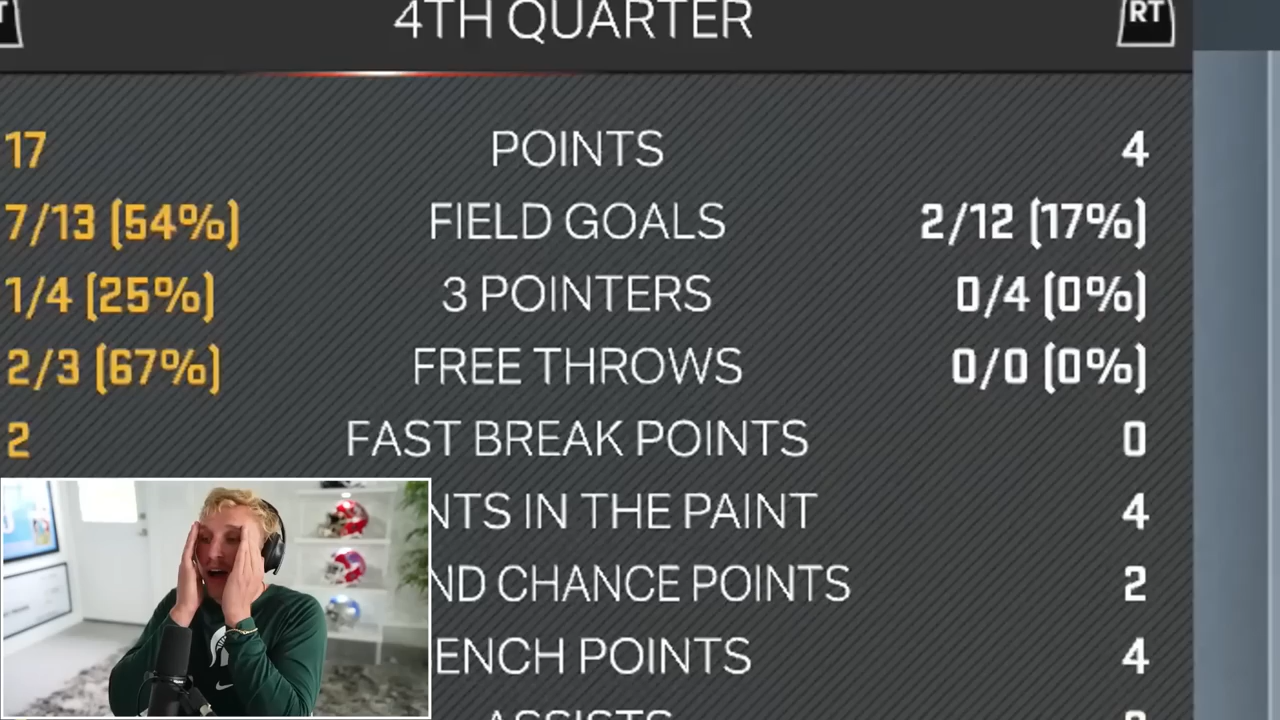 4TH QUARTER
RT
17 POINTS 4
7/13 (54%) FIELD GOALS 2/12 (17%)
1/4 (25%) 3 POINTERS 0/4 (0%)
2/3 (67%) FREE THROWS 0/0 (0%)
2 FAST BREAK POINTS 0
NTS IN THE PAINT 4
ND CHANCE POINTS 2
ENCH POINTS 4
ASSISTS